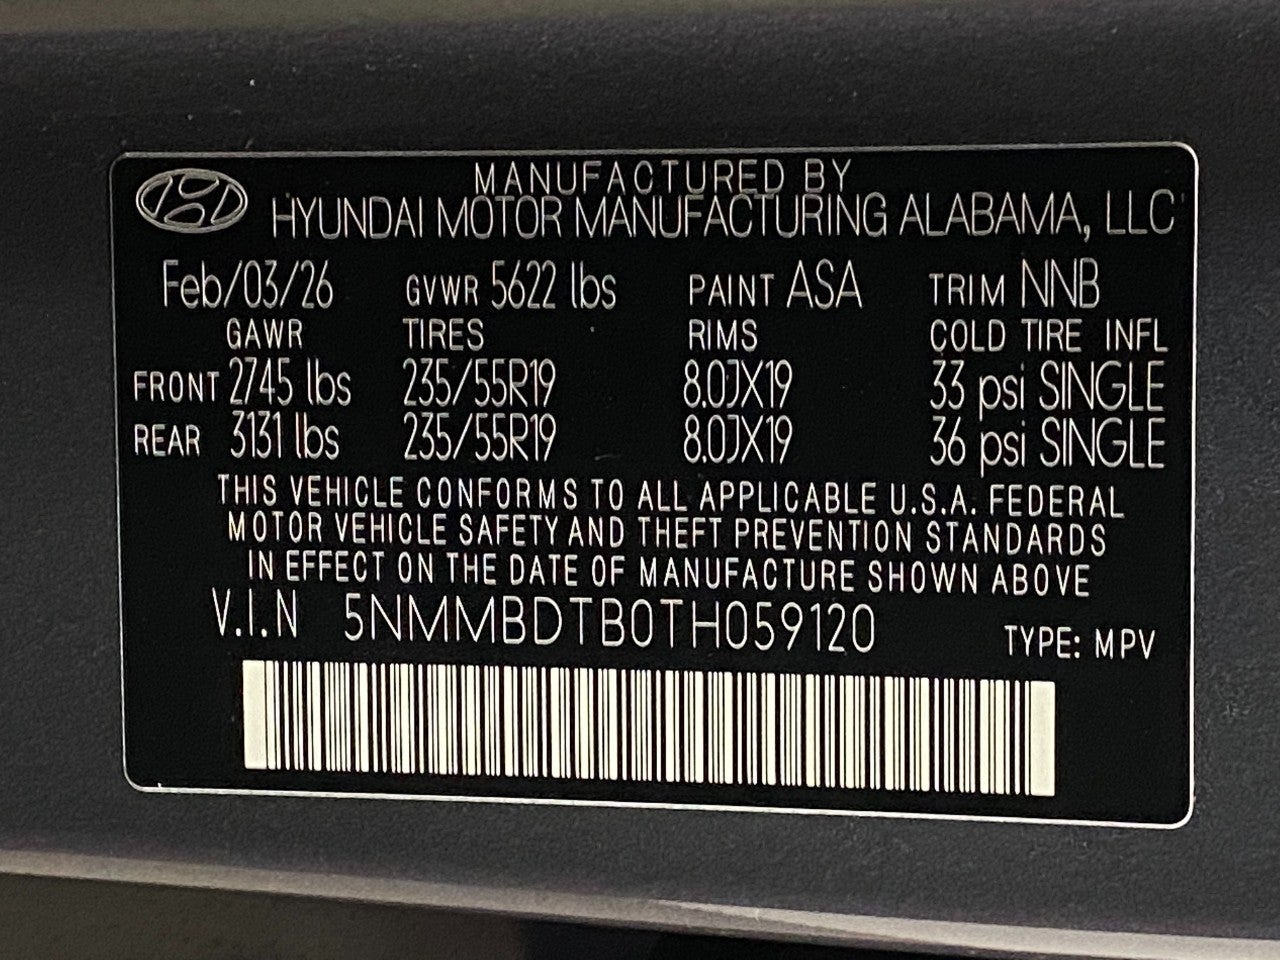 MANUFACTURED BY
HYUNDAI MOTOR MANUFACTURING ALABAMA, LLC
Feb/03/26 GVWR 5622 lbs PAINT ASA TRIM NNB
GAWR TIRES RIMS COLD TIRE INFL
FRONT 2745 lbs 235/55R19 8.0JX19 33 psi SINGLE
REAR 3131 lbs 235/55R19 8.0JX19 36 psi SINGLE
THIS VEHICLE CONFORMS TO ALL APPLICABLE U.S.A. FEDERAL
MOTOR VEHICLE SAFETY AND THEFT PREVENTION STANDARDS
IN EFFECT ON THE DATE OF MANUFACTURE SHOWN ABOVE
V.I.N 5NMMBDTB0TH059120 TYPE: MPV